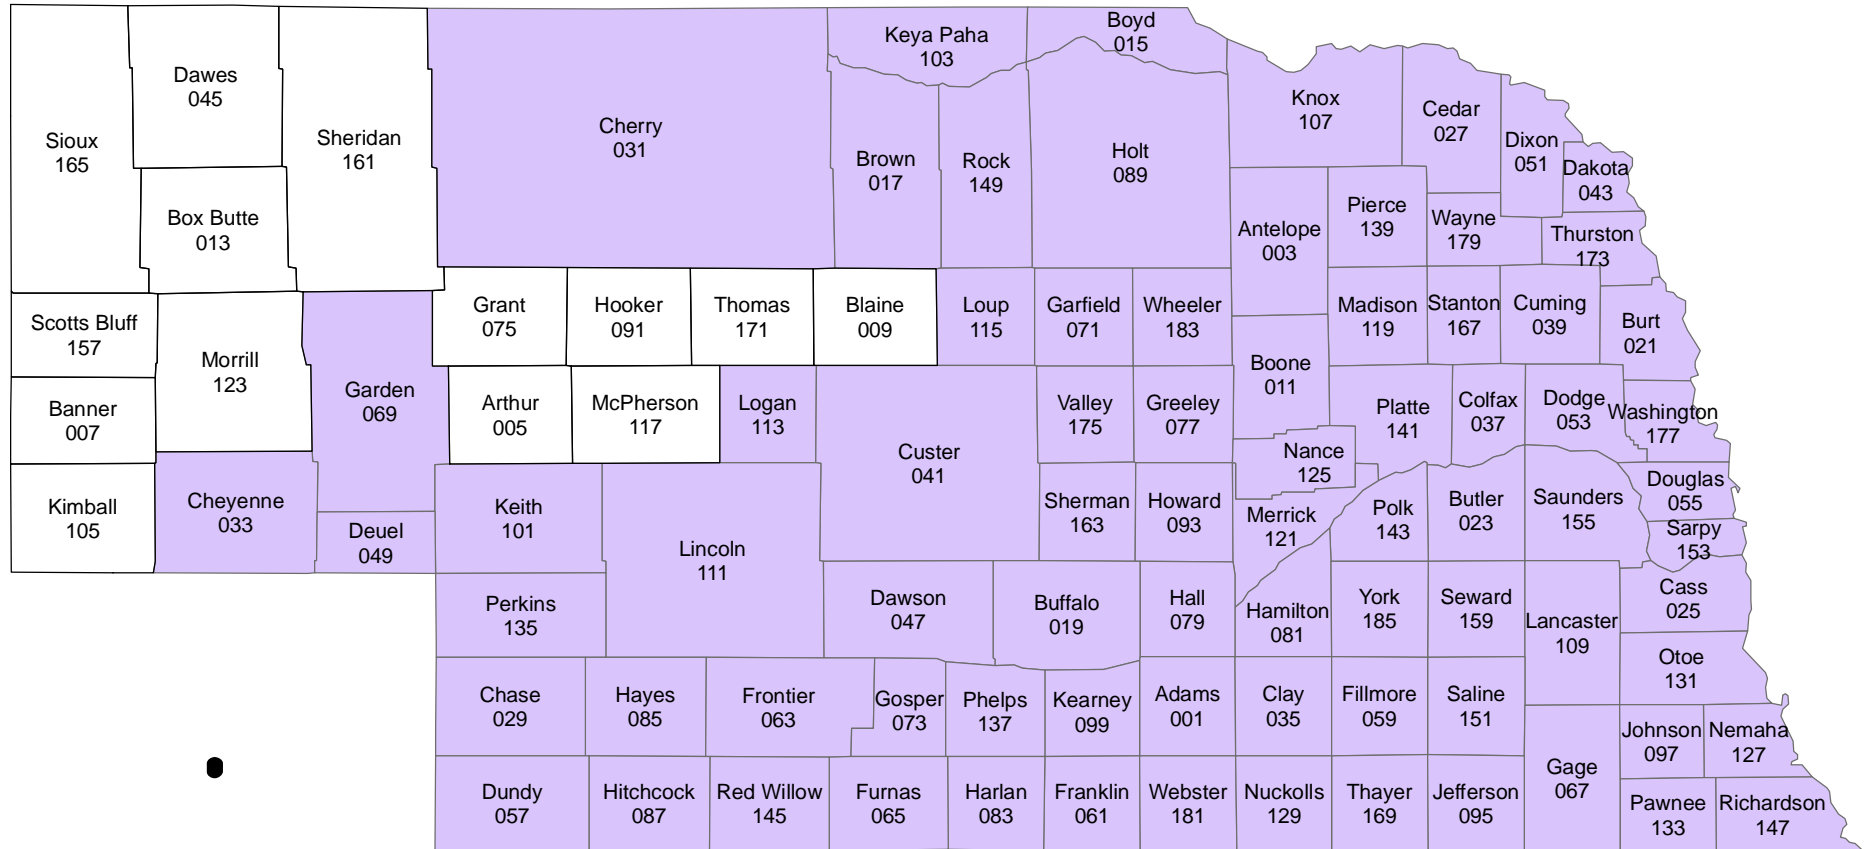 Sioux
165
Dawes
045
Box Butte
013
Sheridan
161
Cherry
031
Keya Paha
103
Boyd
015
Brown
017
Rock
149
Holt
089
Knox
107
Cedar
027
Dixon
051
Dakota
043
Antelope
003
Pierce
139
Wayne
179
Thurston
173
Scotts Bluff
157
Morrill
123
Garden
069
Grant
075
Hooker
091
Thomas
171
Blaine
009
Loup
115
Garfield
071
Wheeler
183
Madison
119
Stanton
167
Cuming
039
Burt
021
Boone
011
Banner
007
Arthur
005
McPherson
117
Logan
113
Custer
041
Valley
175
Greeley
077
Platte
141
Colfax
037
Dodge
053
Washington
177
Nance
125
Kimball
105
Cheyenne
033
Deuel
049
Keith
101
Lincoln
111
Sherman
163
Howard
093
Merrick
121
Polk
143
Butler
023
Saunders
155
Douglas
055
Sarpy
153
Perkins
135
Dawson
047
Buffalo
019
Hall
079
Hamilton
081
York
185
Seward
159
Lancaster
109
Cass
025
Otoe
131
Chase
029
Hayes
085
Frontier
063
Gosper
073
Phelps
137
Kearney
099
Adams
001
Clay
035
Fillmore
059
Saline
151
Johnson
097
Nemaha
127
Gage
067
Dundy
057
Hitchcock
087
Red Willow
145
Furnas
065
Harlan
083
Franklin
061
Webster
181
Nuckolls
129
Thayer
169
Jefferson
095
Pawnee
133
Richardson
147